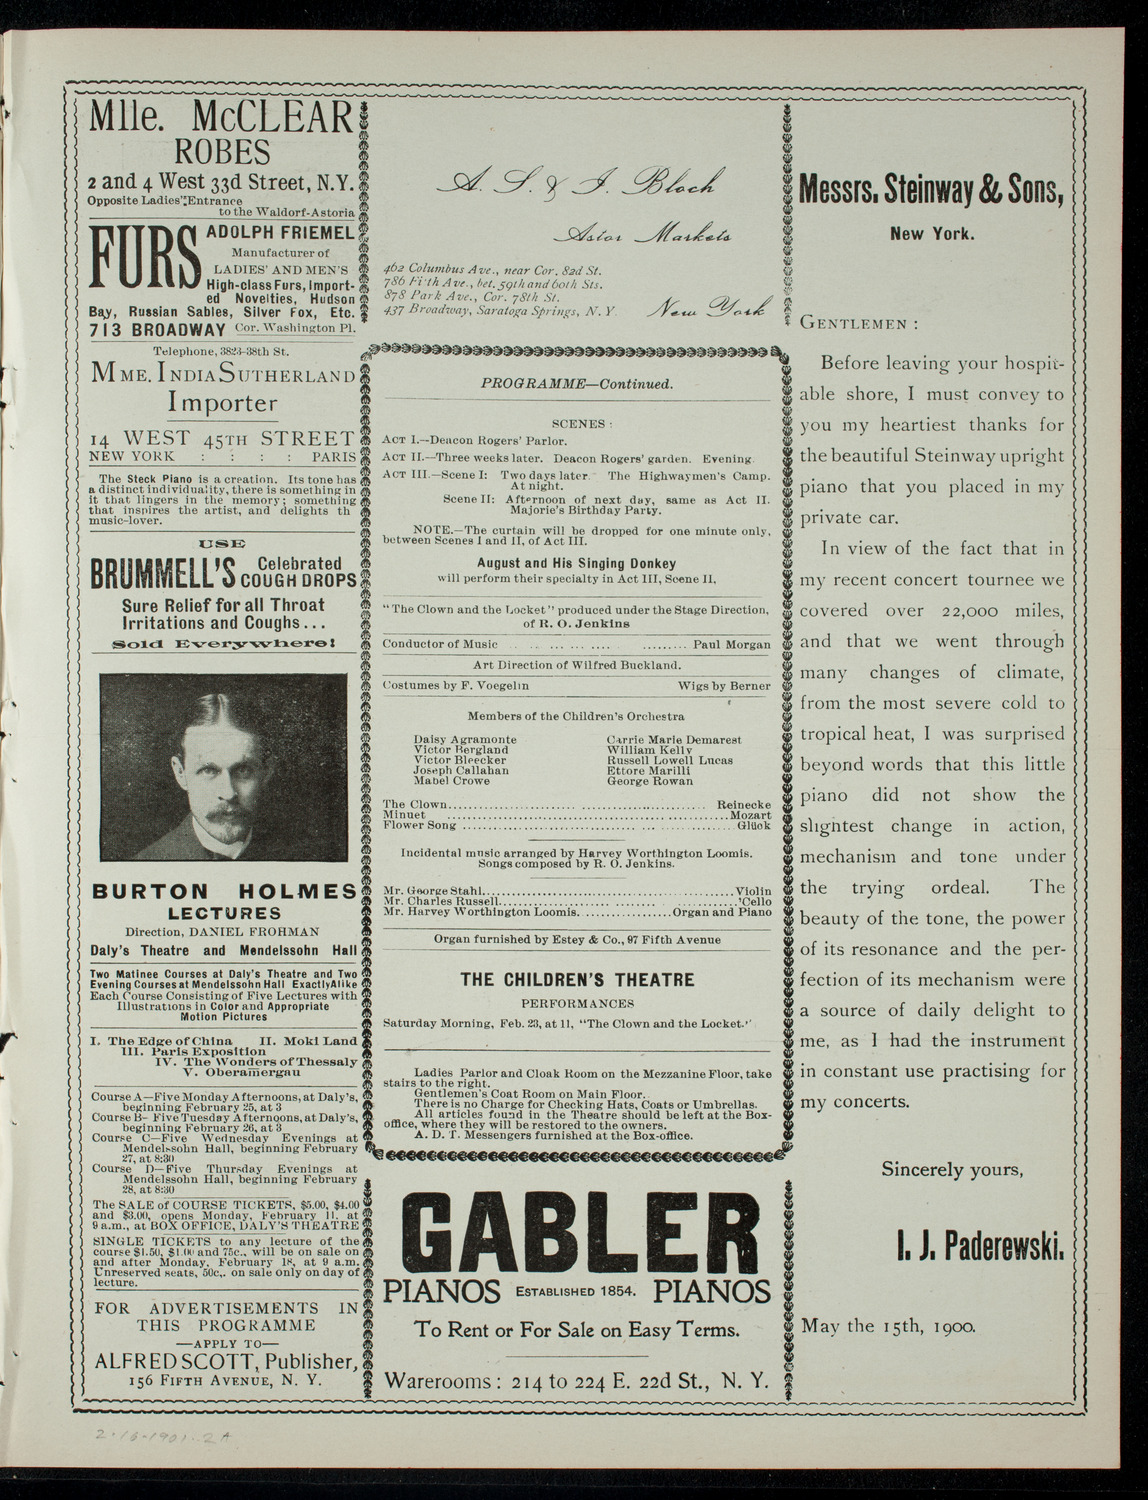 Mlle. McCLEAR
ROBES
2 and 4 West 33d Street, N.Y.
Opposite Ladies' Entrance
to the Waldorf-Astoria
FURS
ADOLPH FRIEMEL
Manufacturer of
LADIES' AND MEN'S
High-class Furs, Import-
ed Novelties, Hudson
Bay, Russian Sables, Silver Fox, Etc.
713 BROADWAY Cor. Washington Pl.
Telephone, 3823-38th St.
MME. INDIA SUTHERLAND
Importer
14 WEST 45TH STREET
NEW YORK : : : : PARIS
The Steck Piano is a creation. Its tone has
a distinct individuality, there is something in
it that lingers in the memory; something
that inspires the artist, and delights th
music-lover.
USE
BRUMMELL'S Celebrated
COUGH DROPS
Sure Relief for all Throat
Irritations and Coughs...
Sold Everywhere!
BURTON HOLMES
LECTURES
Direction, DANIEL FROHMAN
Daly's Theatre and Mendelssohn Hall
Two Matinee Courses at Daly's Theatre and Two
Evening Courses at Mendelssohn Hall Exactly Alike
Each Course Consisting of Five Lectures with
Illustrations in Color and Appropriate
Motion Pictures
I. The Edge of China II. Moki Land
III. Paris Exposition
IV. The Wonders of Thessaly
V. Oberamergau
Course A—Five Monday Afternoons, at Daly's,
beginning February 25, at 3
Course B—Five Tuesday Afternoons, at Daly's,
beginning February 26, at 3
Course C—Five Wednesday Evenings at
Mendelssohn Hall, beginning February
27, at 8:30
Course D—Five Thursday Evenings at
Mendelssohn Hall, beginning February
28, at 8:30
The SALE of COURSE TICKETS, $5.00, $4.00
and $3.00, opens Monday, February 11, at
9 a.m., at BOX OFFICE, DALY'S THEATRE
SINGLE TICKETS to any lecture of the
course $1.50, $1.00 and 75c., will be on sale on
and after Monday, February 18, at 9 a.m.
Unreserved seats, 50c., on sale only on day of
lecture.
FOR ADVERTISEMENTS IN
THIS PROGRAMME
—APPLY TO—
ALFRED SCOTT, Publisher,
156 FIFTH AVENUE, N. Y.
A. S. & J. Bloch
Astor Markets
462 Columbus Ave., near Cor. 82d St.
786 Fifth Ave., bet. 59th and 60th Sts.
878 Park Ave., Cor. 78th St.
437 Broadway, Saratoga Springs, N. Y.
New York
PROGRAMME—Continued.
SCENES:
ACT I.—Deacon Rogers' Parlor.
ACT II.—Three weeks later. Deacon Rogers' garden. Evening.
ACT III.—Scene I: Two days later. The Highwaymen's Camp.
At night.
Scene II: Afternoon of next day, same as Act II.
Majorie's Birthday Party.
NOTE.—The curtain will be dropped for one minute only,
between Scenes I and II, of Act III.
August and His Singing Donkey
will perform their specialty in Act III, Scene II,
"The Clown and the Locket" produced under the Stage Direction,
of R. O. Jenkins
Conductor of Music .......... Paul Morgan
Art Direction of Wilfred Buckland.
Costumes by F. Voegelin Wigs by Berner
Members of the Children's Orchestra
Daisy Agramonte Carrie Marie Demarest
Victor Bergland William Kelly
Victor Bleecker Russell Lowell Lucas
Joseph Callahan Ettore Marilli
Mabel Crowe George Rowan
The Clown.......... Reinecke
Minuet ..........Mozart
Flower Song ..........Glück
Incidental music arranged by Harvey Worthington Loomis.
Songs composed by R. O. Jenkins.
Mr. George Stahl..........Violin
Mr. Charles Russell..........'Cello
Mr. Harvey Worthington Loomis..........Organ and Piano
Organ furnished by Estey & Co., 97 Fifth Avenue
THE CHILDREN'S THEATRE
PERFORMANCES
Saturday Morning, Feb. 23, at 11, "The Clown and the Locket."
Ladies Parlor and Cloak Room on the Mezzanine Floor, take
stairs to the right.
Gentlemen's Coat Room on Main Floor.
There is no Charge for Checking Hats, Coats or Umbrellas.
All articles found in the Theatre should be left at the Box-
office, where they will be restored to the owners.
A. D. T. Messengers furnished at the Box-office.
GABLER
PIANOS ESTABLISHED 1854. PIANOS
To Rent or For Sale on Easy Terms.
Warerooms: 214 to 224 E. 22d St., N. Y.
Messrs. Steinway & Sons,
New York.
GENTLEMEN:
Before leaving your hospit-
able shore, I must convey to
you my heartiest thanks for
the beautiful Steinway upright
piano that you placed in my
private car.
In view of the fact that in
my recent concert tournee we
covered over 22,000 miles,
and that we went through
many changes of climate,
from the most severe cold to
tropical heat, I was surprised
beyond words that this little
piano did not show the
slightest change in action,
mechanism and tone under
the trying ordeal. The
beauty of the tone, the power
of its resonance and the per-
fection of its mechanism were
a source of daily delight to
me, as I had the instrument
in constant use practising for
my concerts.
Sincerely yours,
I. J. Paderewski.
May the 15th, 1900.
2-16-1901-2A